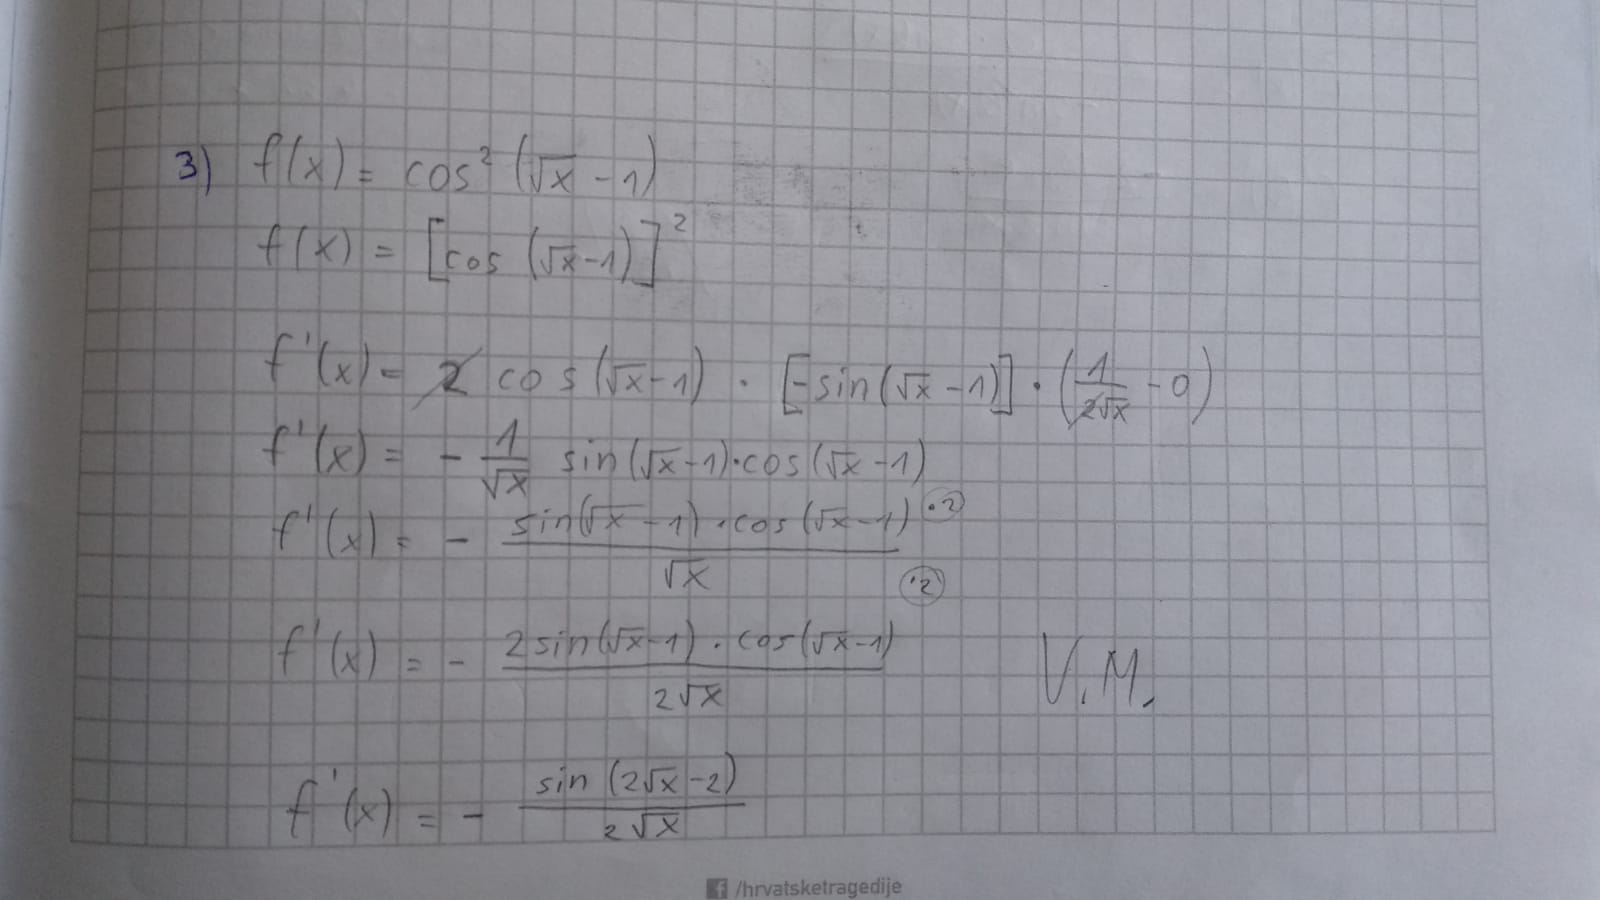 3) f(x) = cos² (√x - 1)
f(x) = [cos (√x-1)]²
f'(x) = 2 cos(√x-1) · [-sin(√x-1)] · (1/2√x - 0)
f'(x) = - 1/√x sin(√x-1)·cos(√x-1)
f'(x) = - sin(√x-1)·cos(√x-1)/√x ·2 ·2
f'(x) = - 2sin(√x-1)·cos(√x-1)/2√x
V.M.
f'(x) = - sin(2√x-2)/2√x
f /hrvatsketragedije